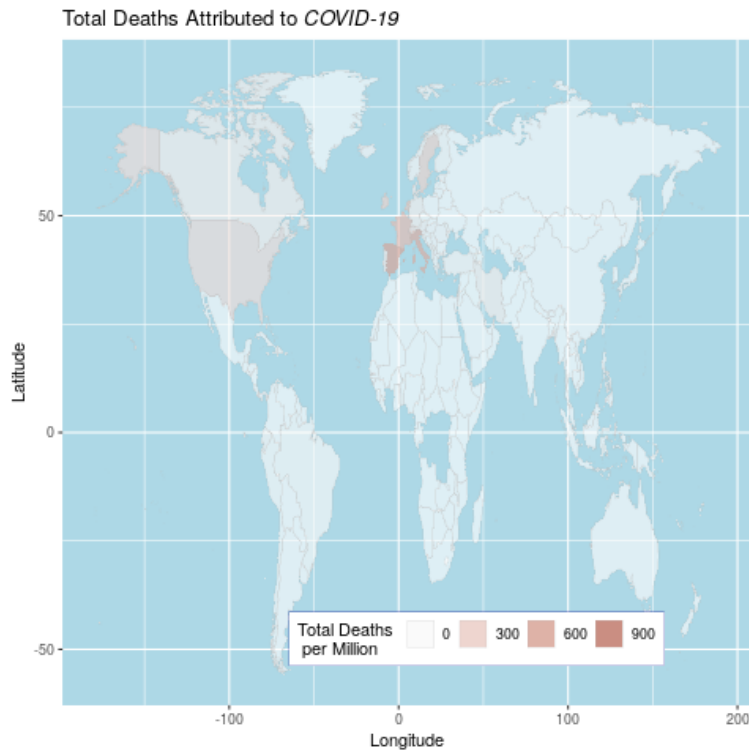 Total Deaths Attributed to COVID-19
50
0
-50
Latitude
Total Deaths
per Million
0 300 600 900
-100 0 100 200
Longitude